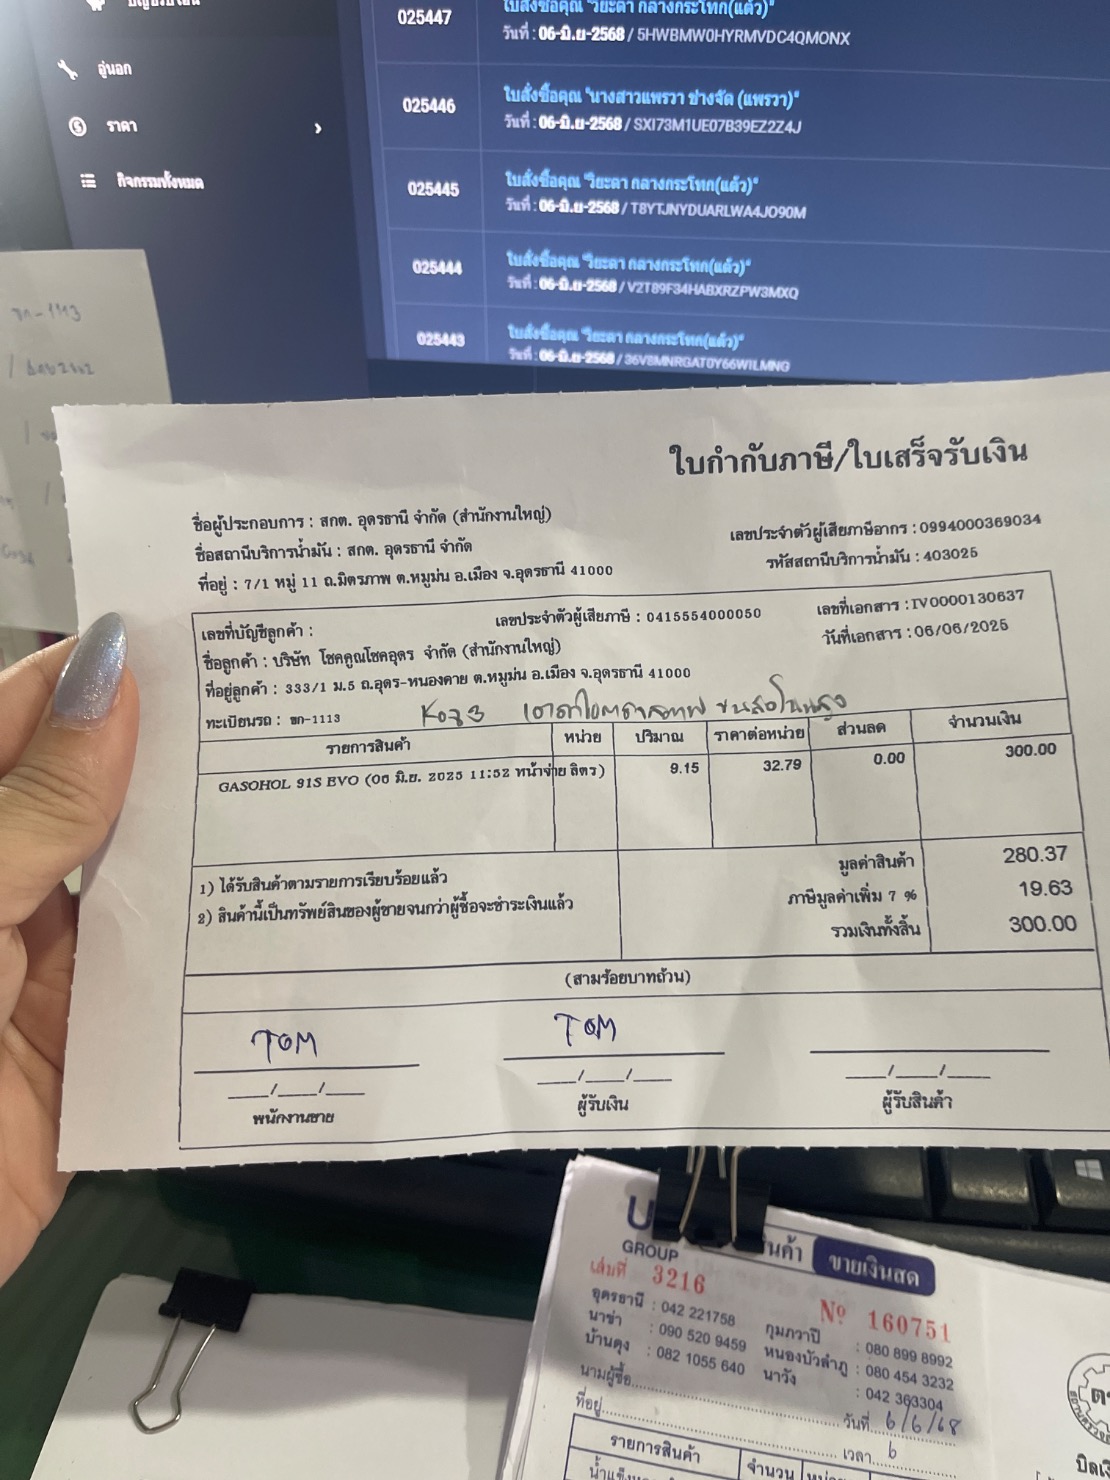 อู่นอก
ราคา
กิจกรรมทั้งหมด
025447
ใบสั่งซื้อคุณ "วิยะดา กลางกระโทก(แต้ว)"
วันที่ : 06-มิ.ย-2568 / 5HWBMW0HYRMVDC4QMONX
025446
ใบสั่งซื้อคุณ "นางสาวแพรวา ช่างจัด (แพรวา)"
วันที่ : 06-มิ.ย-2568 / SXI73M1UE07B39EZ2Z4J
025445
ใบสั่งซื้อคุณ "วิยะดา กลางกระโทก(แต้ว)"
วันที่ : 06-มิ.ย-2568 / T8YTJNYDUARLWA4JO90M
025444
ใบสั่งซื้อคุณ "วิยะดา กลางกระโทก(แต้ว)"
วันที่ : 06-มิ.ย-2568 / V2T89F34HABXRZPW3MXQ
025443
ใบสั่งซื้อคุณ "วิยะดา กลางกระโทก(แต้ว)"
วันที่ : 06-มิ.ย-2568 / 36V8MNRGAT0Y66WILMNG
ใบกำกับภาษี/ใบเสร็จรับเงิน
ชื่อผู้ประกอบการ : สกต. อุดรธานี จำกัด (สำนักงานใหญ่)
เลขประจำตัวผู้เสียภาษีอากร : 0994000369034
ชื่อสถานีบริการน้ำมัน : สกต. อุดรธานี จำกัด
รหัสสถานีบริการน้ำมัน : 403025
ที่อยู่ : 7/1 หมู่ 11 ถ.มิตรภาพ ต.หมูม่น อ.เมือง จ.อุดรธานี 41000
เลขที่บัญชีลูกค้า :
เลขประจำตัวผู้เสียภาษี : 0415554000050
เลขที่เอกสาร : IV0000130637
ชื่อลูกค้า : บริษัท โชคคูณโชคอุดร จำกัด (สำนักงานใหญ่)
วันที่เอกสาร : 06/06/2025
ที่อยู่ลูกค้า : 333/1 ม.5 ถ.อุดร-หนองคาย ต.หมูม่น อ.เมือง จ.อุดรธานี 41000
ทะเบียนรถ : ขก-1113
รายการสินค้า หน่วย ปริมาณ ราคาต่อหน่วย ส่วนลด จำนวนเงิน
GASOHOL 91S EVO (06 มิ.ย. 2025 11:52 หน้าจ่าย ลิตร) 9.15 32.79 0.00 300.00
1) ได้รับสินค้าตามรายการเรียบร้อยแล้ว
2) สินค้านี้เป็นทรัพย์สินของผู้ขายจนกว่าผู้ซื้อจะชำระเงินแล้ว
มูลค่าสินค้า 280.37
ภาษีมูลค่าเพิ่ม 7 % 19.63
รวมเงินทั้งสิ้น 300.00
(สามร้อยบาทถ้วน)
TOM TOM
___/___/___ ___/___/___ ___/___/___
พนักงานขาย ผู้รับเงิน ผู้รับสินค้า
GROUP
ขายเงินสด
เล่มที่ 3216
Nº 160751
อุดรธานี : 042 221758
นาข่า : 090 520 9459
บ้านดุง : 082 1055 640
กุมภวาปี : 080 899 8992
หนองบัวลำภู : 080 454 3232
นาวัง : 042 363304
นามผู้ซื้อ
วันที่ 6/6/68
ที่อยู่
เวลา
รายการสินค้า จำนวน